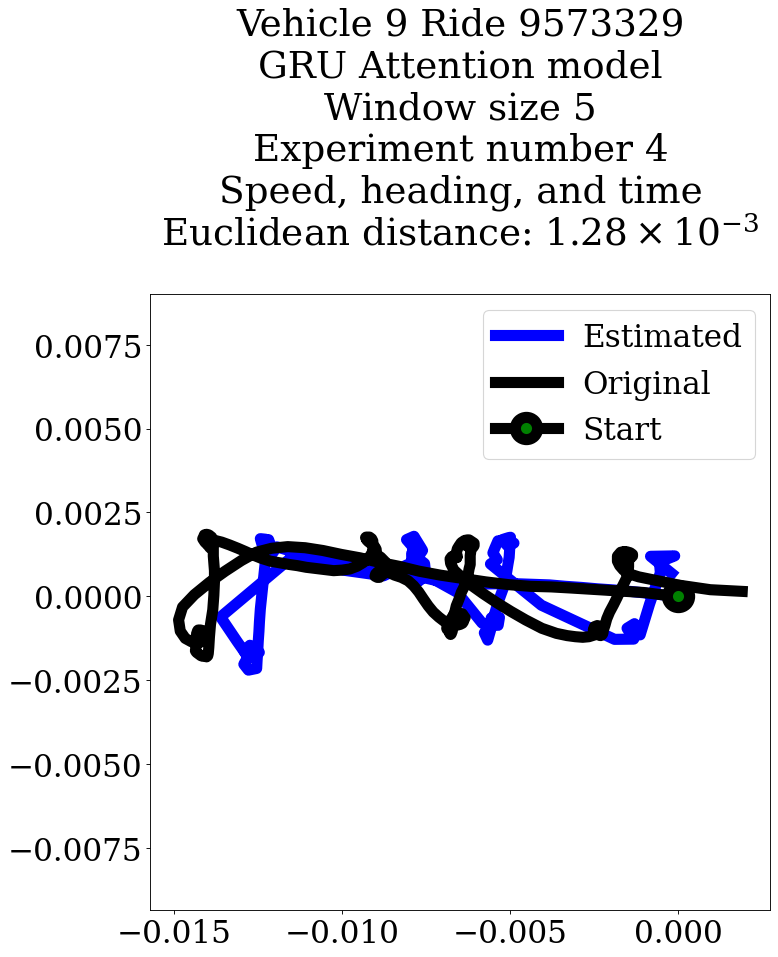 Vehicle 9 Ride 9573329
GRU Attention model
Window size 5
Experiment number 4
Speed, heading, and time
Euclidean distance: 1.28 × 10⁻³
Estimated
Original
Start
0.0075
0.0050
0.0025
0.0000
−0.0025
−0.0050
−0.0075
−0.015 −0.010 −0.005 0.000